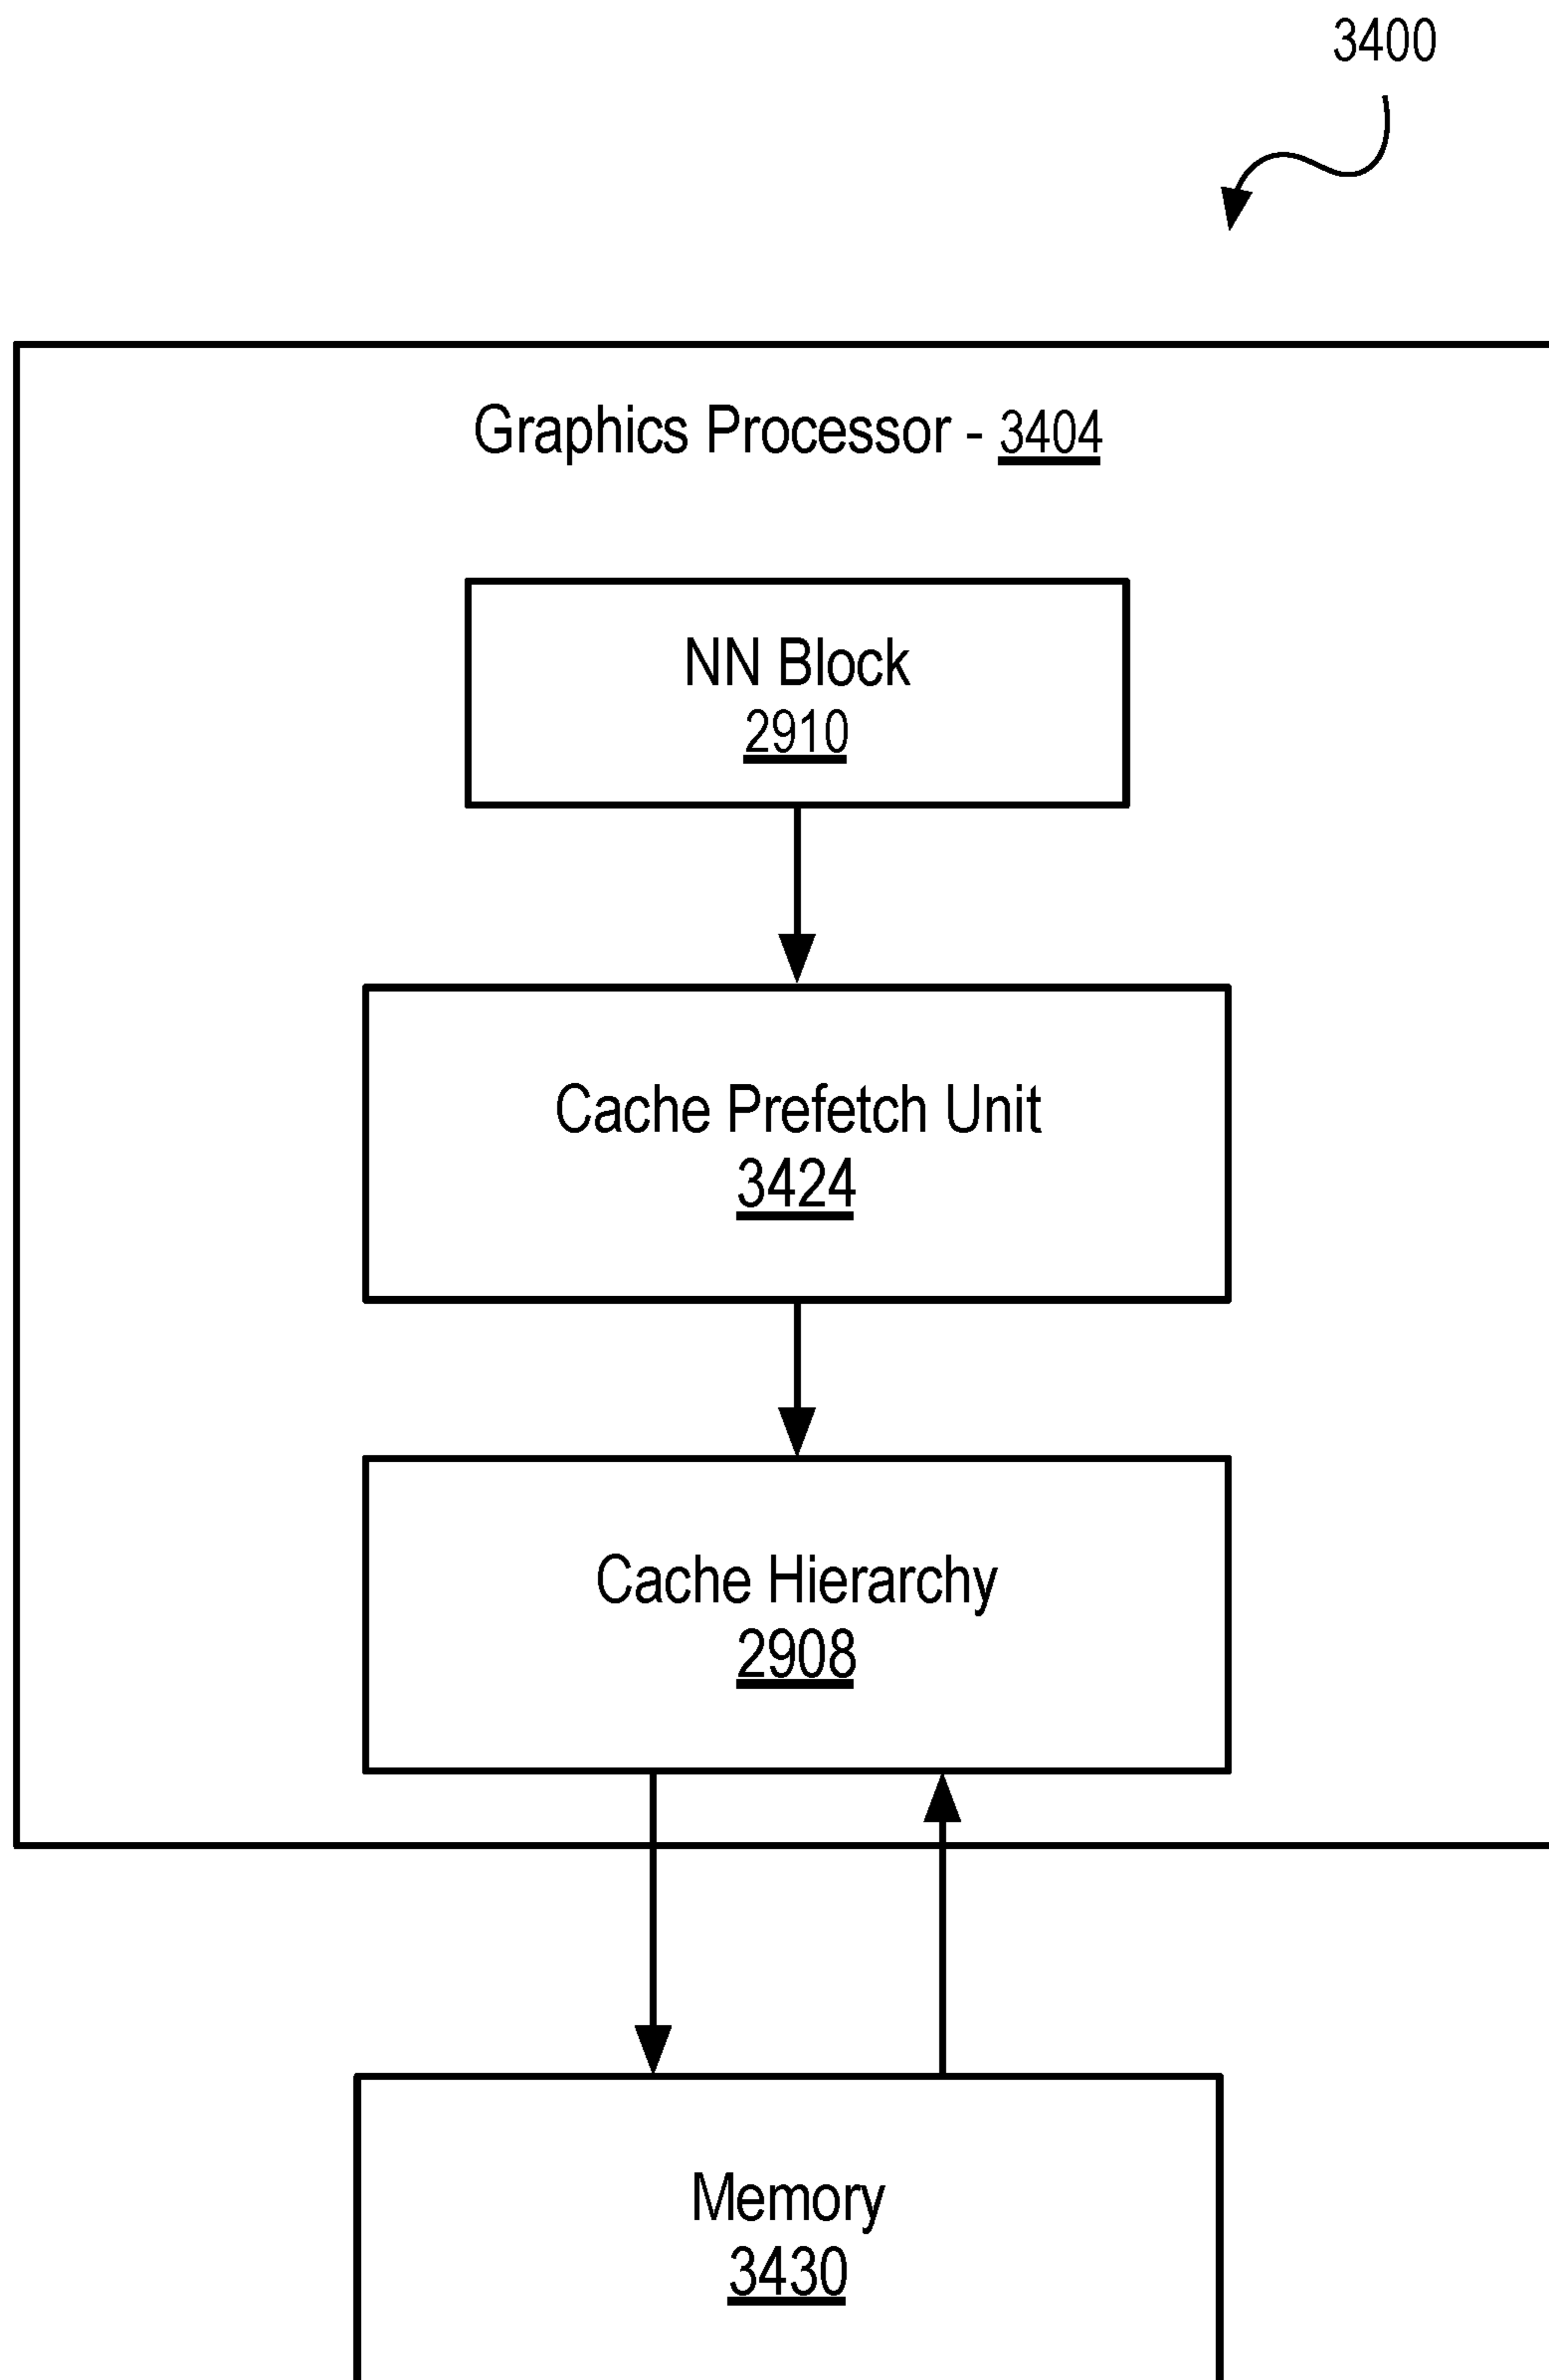 3400
Graphics Processor - 3404
NN Block
2910
Cache Prefetch Unit
3424
Cache Hierarchy
2908
Memory
3430